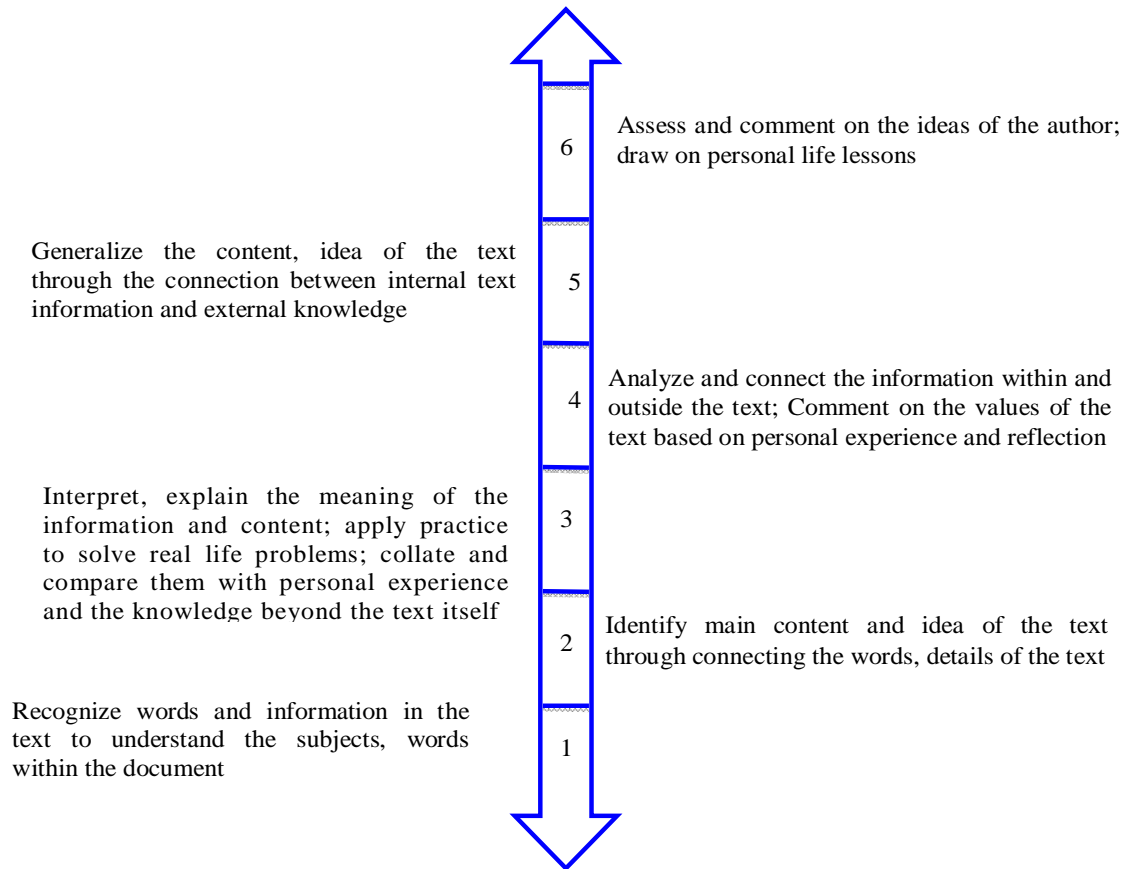 6
Assess and comment on the ideas of the author;
draw on personal life lessons
Generalize the content, idea of the text
through the connection between internal text
information and external knowledge
5
4
Analyze and connect the information within and
outside the text; Comment on the values of the
text based on personal experience and reflection
Interpret, explain the meaning of the
information and content; apply practice
to solve real life problems; collate and
compare them with personal experience
and the knowledge beyond the text itself
3
2
Identify main content and idea of the text
through connecting the words, details of the text
Recognize words and information in the
text to understand the subjects, words
within the document
1